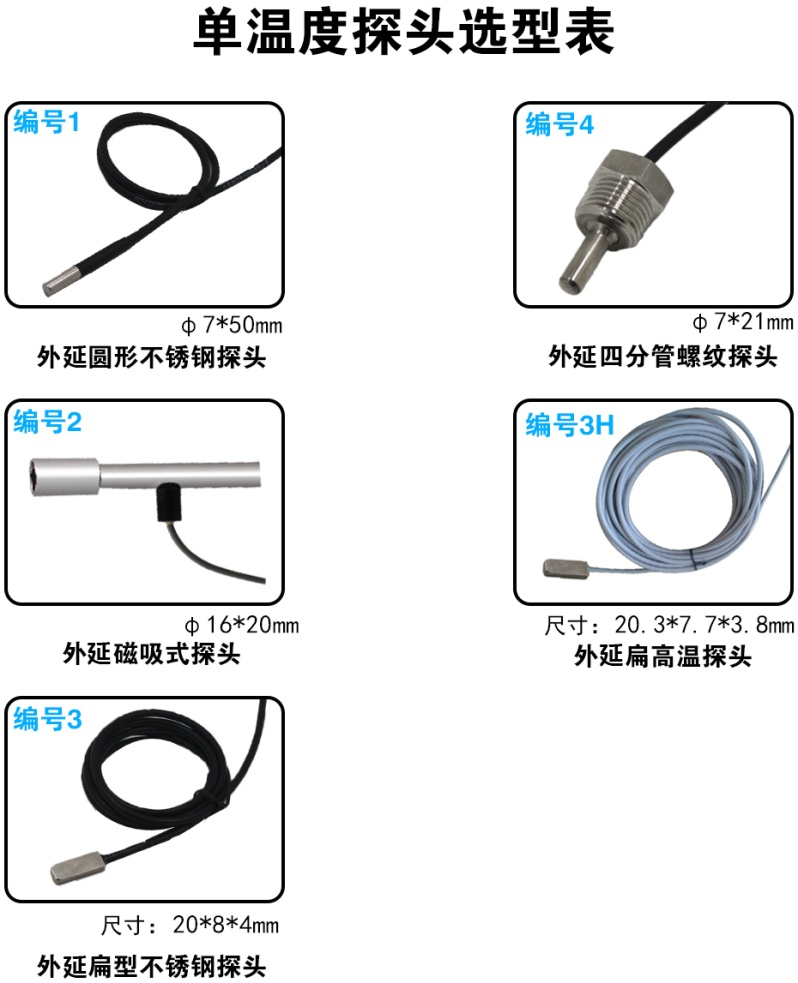 单温度探头选型表
编号1
φ7*50mm
外延圆形不锈钢探头
编号4
φ7*21mm
外延四分管螺纹探头
编号2
φ16*20mm
外延磁吸式探头
编号3H
尺寸：20.3*7.7*3.8mm
外延扁高温探头
编号3
尺寸：20*8*4mm
外延扁型不锈钢探头